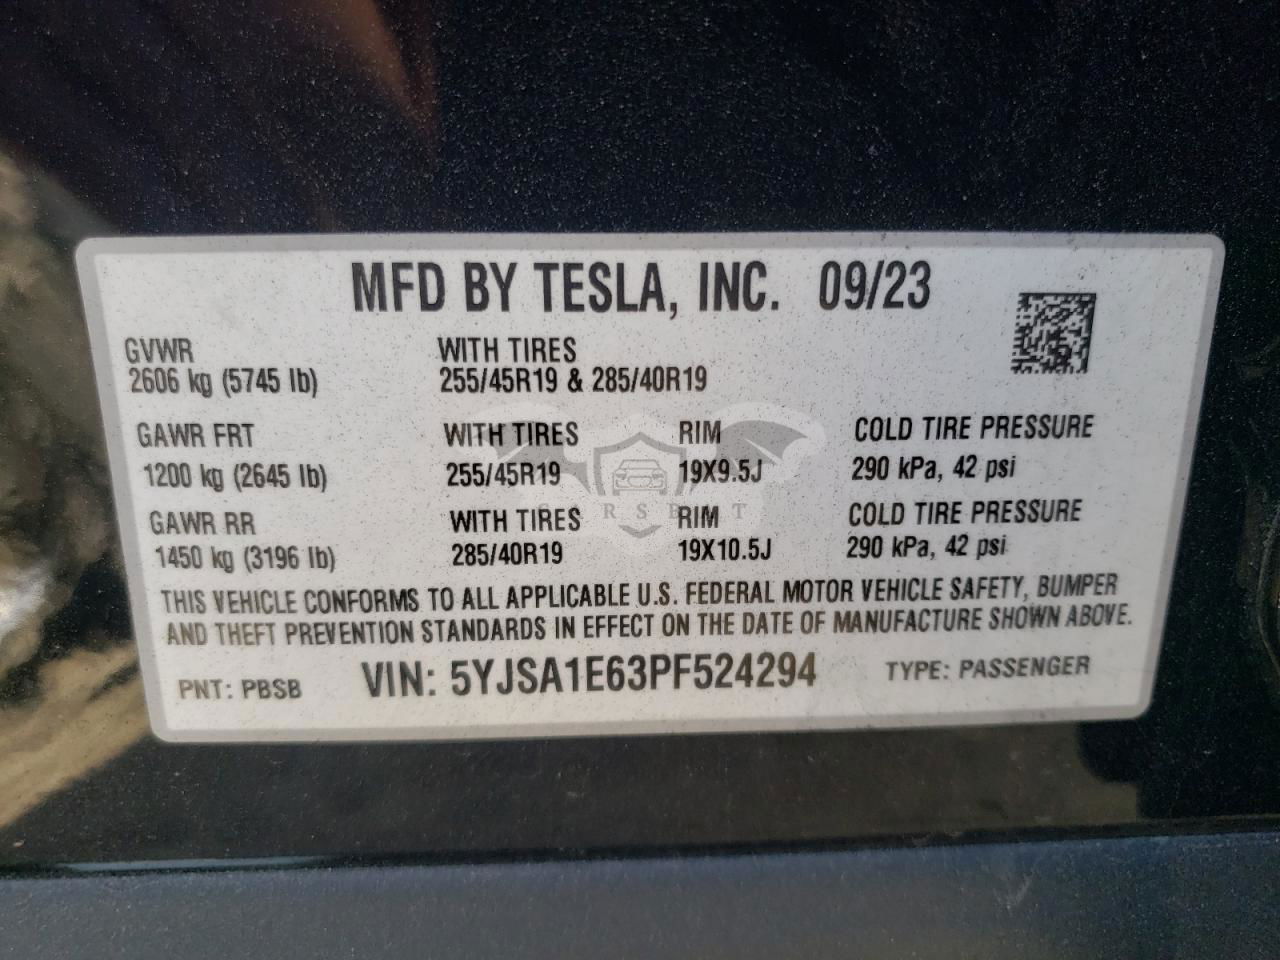 MFD BY TESLA, INC. 09/23
GVWR WITH TIRES
2606 kg (5745 lb) 255/45R19 & 285/40R19
GAWR FRT WITH TIRES RIM COLD TIRE PRESSURE
1200 kg (2645 lb) 255/45R19 19X9.5J 290 kPa, 42 psi
GAWR RR WITH TIRES RIM COLD TIRE PRESSURE
1450 kg (3196 lb) 285/40R19 19X10.5J 290 kPa, 42 psi
THIS VEHICLE CONFORMS TO ALL APPLICABLE U.S. FEDERAL MOTOR VEHICLE SAFETY, BUMPER
AND THEFT PREVENTION STANDARDS IN EFFECT ON THE DATE OF MANUFACTURE SHOWN ABOVE.
PNT: PBSB VIN: 5YJSA1E63PF524294 TYPE: PASSENGER